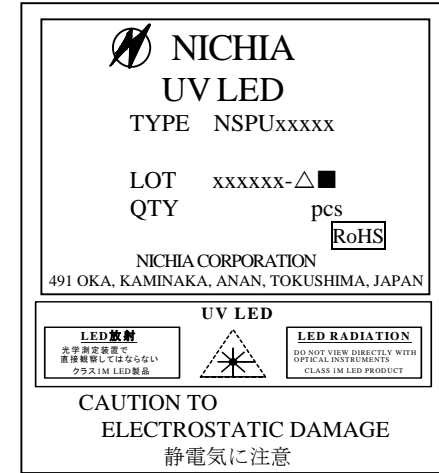 NICHIA
UV LED
TYPE NSPUxxxxx
LOT xxxxxx-△■
QTY pcs
RoHS
NICHIA CORPORATION
491 OKA, KAMINAKA, ANAN, TOKUSHIMA, JAPAN
UV LED
LED放射
光学測定装置で
直接観察してはならない
クラス1M LED製品
LED RADIATION
DO NOT VIEW DIRECTLY WITH
OPTICAL INSTRUMENTS
CLASS 1M LED PRODUCT
CAUTION TO
ELECTROSTATIC DAMAGE
静電気に注意